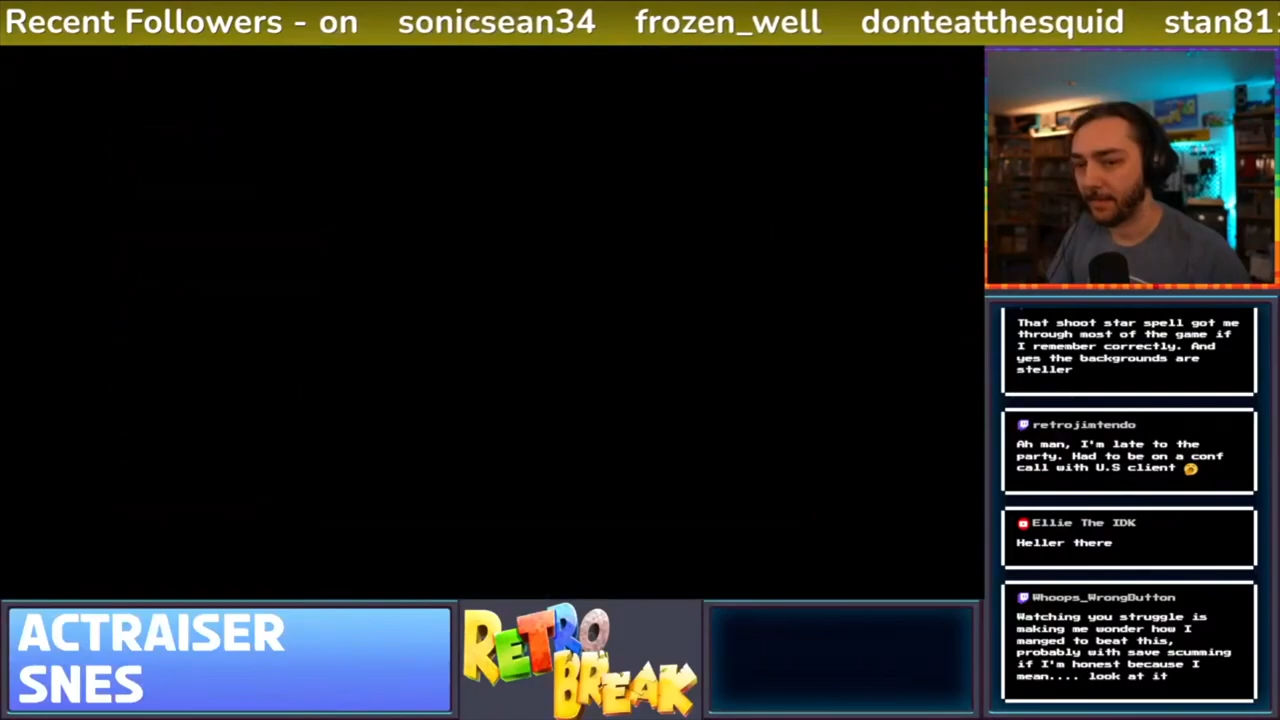 Recent Followers - on sonicsean34 frozen_well donteatthesquid stan81
That shoot star spell got me
through most of the game if
I remember correctly. And
yes the backgrounds are
steller
retrojimtendo
Ah man, I'm late to the
party. Had to be on a conf
call with U.S client
Ellie The IDK
Heller there
Whoops_WrongButton
Watching you struggle is
making me wonder how I
manged to beat this,
probably with save scumming
if I'm honest because I
mean.... look at it
ACTRAISER
SNES
RETRO
BREAK